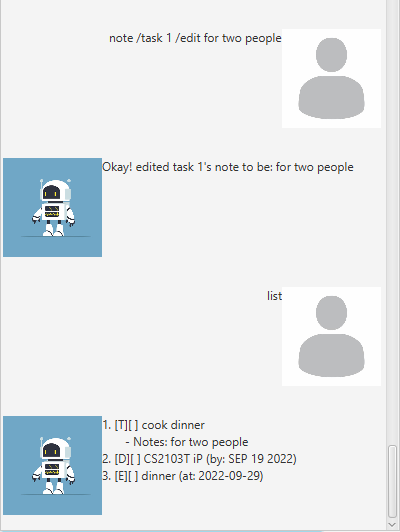 note /task 1 /edit for two people
Okay! edited task 1's note to be: for two people
list
1. [T][ ] cook dinner
- Notes: for two people
2. [D][ ] CS2103T iP (by: SEP 19 2022)
3. [E][ ] dinner (at: 2022-09-29)